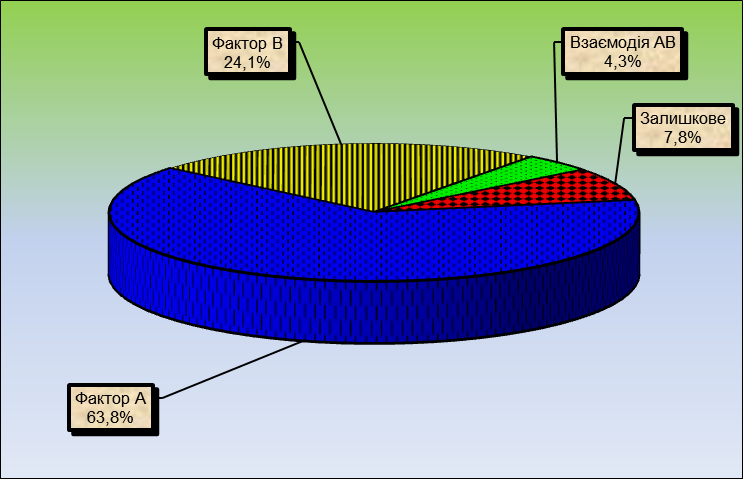 Фактор В
24,1%
Взаємодія АВ
4,3%
Залишкове
7,8%
Фактор А
63,8%